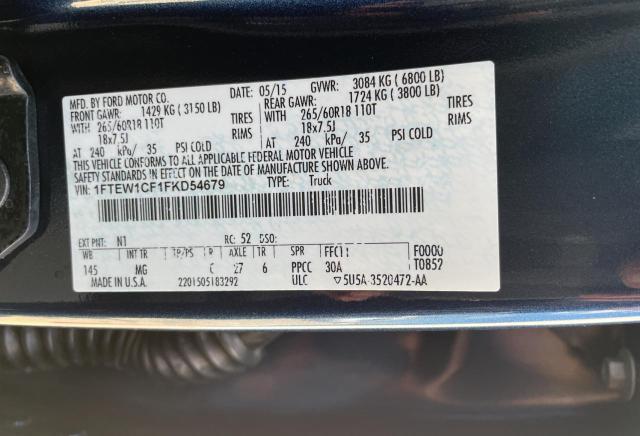 MFD. BY FORD MOTOR CO. DATE: 05/15 GVWR: 3084 KG ( 6800 LB)
FRONT GAWR: 1429 KG ( 3150 LB) REAR GAWR: 1724 KG ( 3800 LB)
WITH 265/60R18 110T TIRES WITH 265/60R18 110T TIRES
18x7.5J RIMS 18x7.5J RIMS
AT 240 kPa/ 35 PSI COLD AT 240 kPa/ 35 PSI COLD
THIS VEHICLE CONFORMS TO ALL APPLICABLE FEDERAL MOTOR VEHICLE
SAFETY STANDARDS IN EFFECT ON THE DATE OF MANUFACTURE SHOWN ABOVE.
VIN: 1FTEW1CF1FKD54679 TYPE: Truck
EXT PNT: N1 RC: 52 DSO: F0000
WB INT TR TP/PS R AXLE TR SPR T0852
145 MG C 27 6 PPCC 30A
MADE IN U.S.A. 2201505183292 ULC 5U5A-3520472-AA